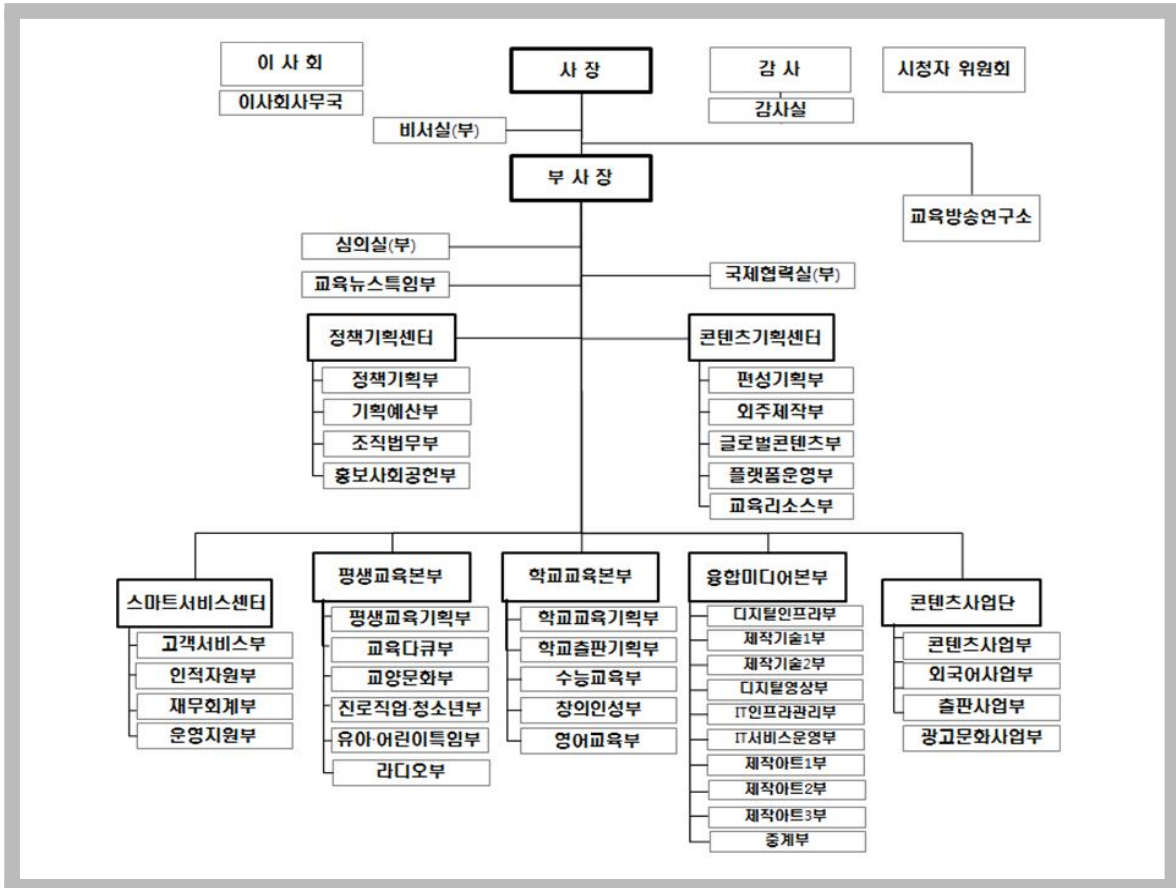 이 사 회
사 장
감 사
시청자 위원회
이사회사무국
감사실
비서실(부)
부 사 장
교육방송연구소
심의실(부)
국제협력실(부)
교육뉴스특임부
정책기획센터
콘텐츠기획센터
정책기획부
기획예산부
조직법무부
홍보사회공헌부
편성기획부
외주제작부
글로벌콘텐츠부
플랫폼운영부
교육리소스부
스마트서비스센터
고객서비스부
인적자원부
재무회계부
운영지원부
평생교육본부
평생교육기획부
교육다큐부
교양문화부
진로직업·청소년부
유아·어린이특임부
라디오부
학교교육본부
학교교육기획부
학교출판기획부
수능교육부
창의인성부
영어교육부
융합미디어본부
디지털인프라부
제작기술1부
제작기술2부
디지털영상부
IT인프라관리부
IT서비스운영부
제작아트1부
제작아트2부
제작아트3부
중계부
콘텐츠사업단
콘텐츠사업부
외국어사업부
출판사업부
광고문화사업부